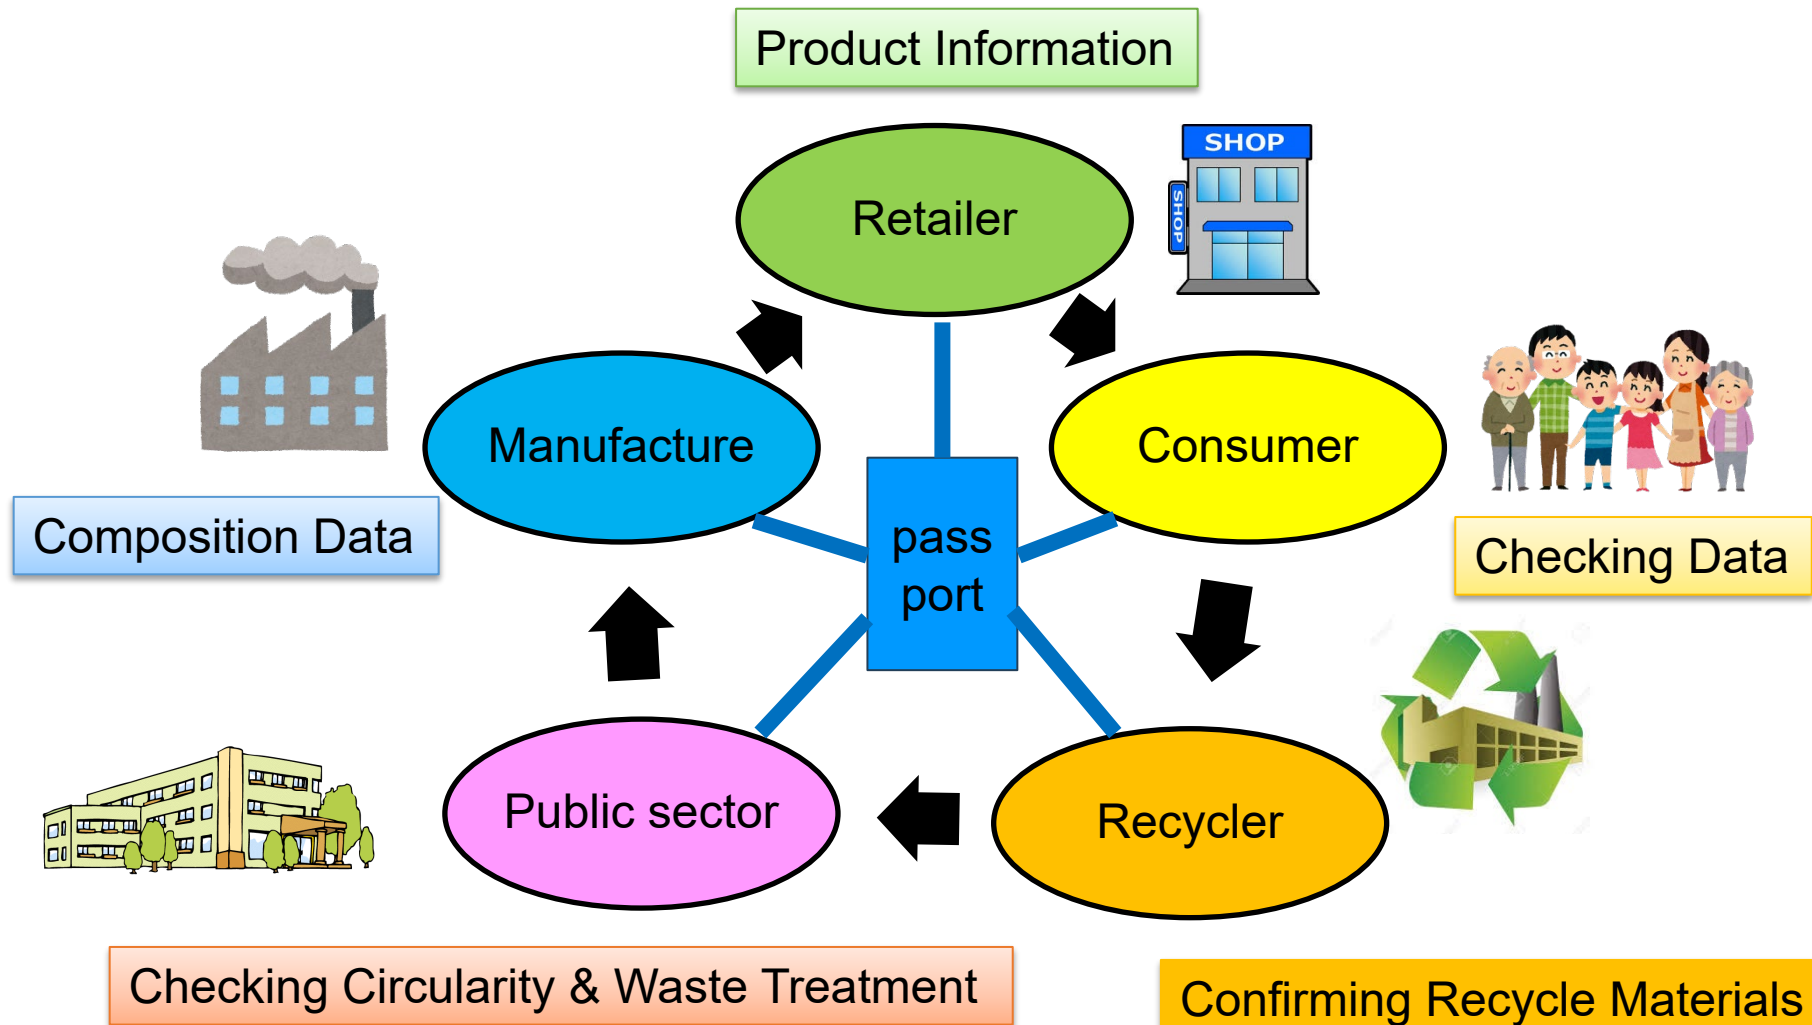 Product Information
SHOP
SHOP
Retailer
Manufacture
Consumer
Composition Data
pass
port
Checking Data
Public sector
Recycler
Checking Circularity & Waste Treatment
Confirming Recycle Materials